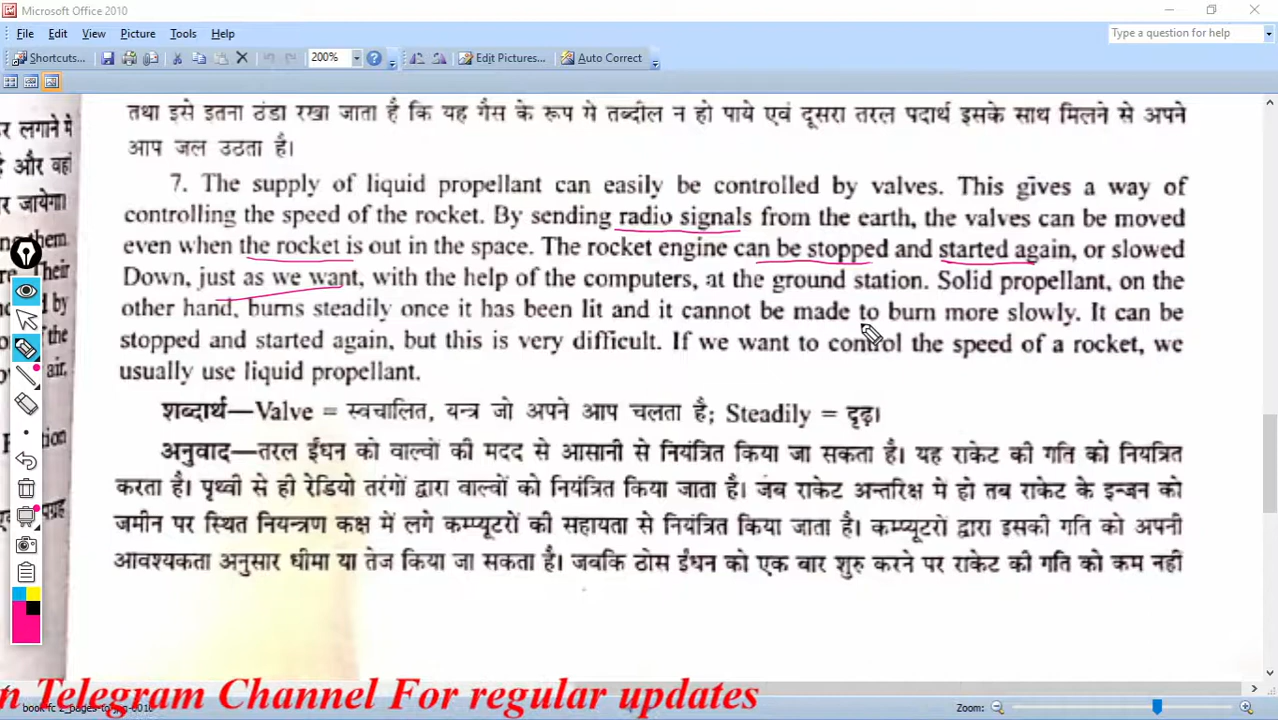 Microsoft Office 2010
File Edit View Picture Tools Help
Type a question for help
Shortcuts... 200% Edit Pictures... Auto Correct
तथा इसे इतना ठंडा रखा जाता है कि यह गैस के रूप मे तब्दील न हो पाये एवं दूसरा तरल पदार्थ इसके साथ मिलने से अपने
र लगाने में
आप जल उठता है।
है और वहां
7. The supply of liquid propellant can easily be controlled by valves. This gives a way of
र जायेगा।
controlling the speed of the rocket. By sending radio signals from the earth, the valves can be moved
ng them.
even when the rocket is out in the space. The rocket engine can be stopped and started again, or slowed
Their
Down, just as we want, with the help of the computers, at the ground station. Solid propellant, on the
d by
other hand, burns steadily once it has been lit and it cannot be made to burn more slowly. It can be
f the
stopped and started again, but this is very difficult. If we want to control the speed of a rocket, we
air.
usually use liquid propellant.
शब्दार्थ—Valve = स्वचालित, यन्त्र जो अपने आप चलता है; Steadily = दृढ़।
tion
अनुवाद—तरल ईंधन को वाल्वों की मदद से आसानी से नियंत्रित किया जा सकता है। यह राकेट की गति को नियत्रित
करता है। पृथ्वी से ही रेडियो तरंगों द्वारा वाल्वों को नियंत्रित किया जाता है। जब राकेट अन्तरिक्ष मे हो तब राकेट के इन्जन को
जमीन पर स्थित नियन्त्रण कक्ष में लगे कम्प्यूटरों की सहायता से नियंत्रित किया जाता है। कम्प्यूटरों द्वारा इसकी गति को अपनी
आवश्यकता अनुसार धीमा या तेज किया जा सकता है। जबकि ठोस ईंधन को एक बार शुरु करने पर राकेट की गति को कम नही
n Telegram Channel For regular updates
Zoom: